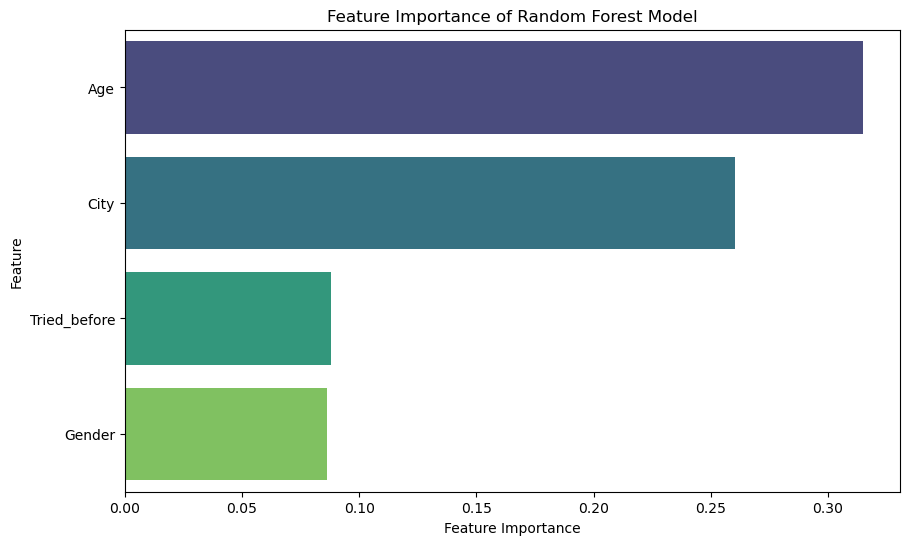 Feature Importance of Random Forest Model
Age
City
Tried_before
Gender
Feature
0.00 0.05 0.10 0.15 0.20 0.25 0.30
Feature Importance